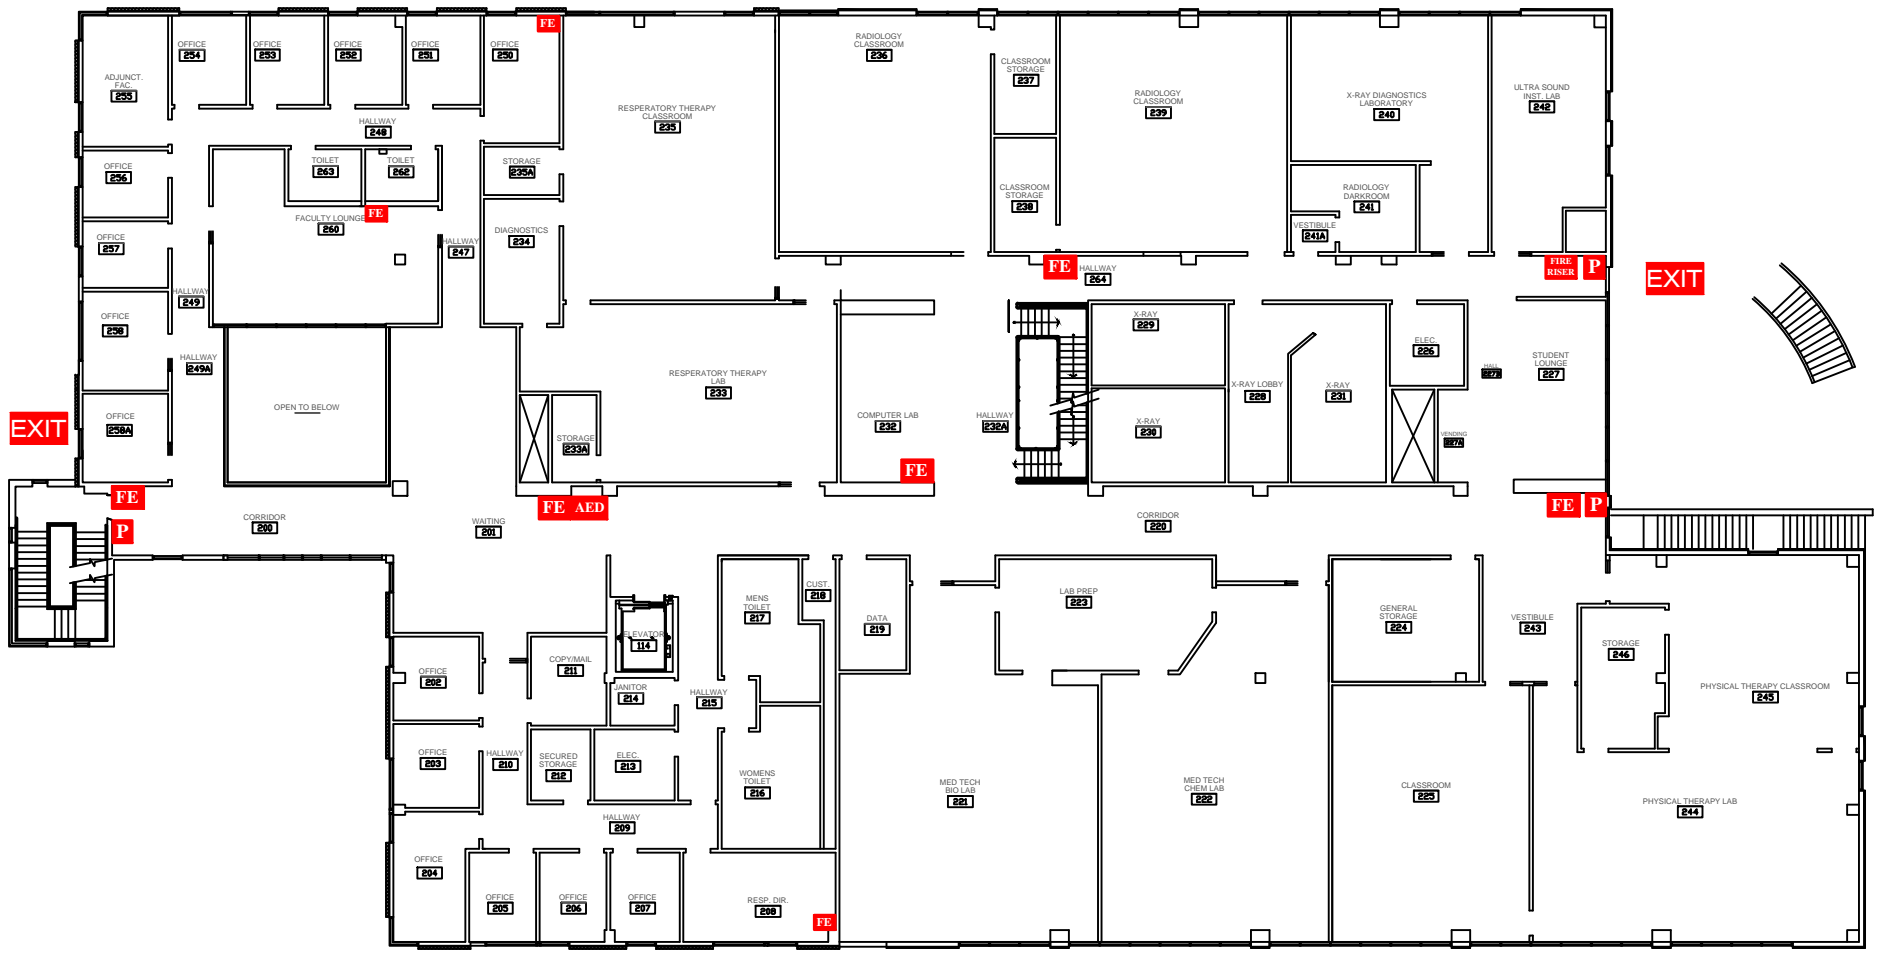 FE
OFFICE
254
OFFICE
253
OFFICE
252
OFFICE
251
OFFICE
250
RADIOLOGY
CLASSROOM
236
CLASSROOM
STORAGE
237
ADJUNCT.
FAC.
255
RESPERATORY THERAPY
CLASSROOM
235
RADIOLOGY
CLASSROOM
239
X-RAY DIAGNOSTICS
LABORATORY
240
ULTRA SOUND
INST. LAB
242
HALLWAY
248
OFFICE
256
TOILET
263
TOILET
262
STORAGE
235A
CLASSROOM
STORAGE
238
RADIOLOGY
DARKROOM
241
FE
FACULTY LOUNGE
260
VESTIBULE
241A
OFFICE
257
HALLWAY
247
DIAGNOSTICS
234
FE
HALLWAY
264
FIRE
RISER
P
EXIT
HALLWAY
249
OFFICE
258
X-RAY
229
ELEC.
226
STUDENT
LOUNGE
227
HALLWAY
249A
HALL
227B
RESPERATORY THERAPY
LAB
233
X-RAY LOBBY
228
X-RAY
231
OPEN TO BELOW
EXIT
OFFICE
258A
COMPUTER LAB
232
HALLWAY
232A
X-RAY
230
STORAGE
233A
VENDING
227A
FE
FE
P
FE AED
FE P
CORRIDOR
200
WAITING
201
CORRIDOR
220
CUST.
218
MENS
TOILET
217
LAB PREP
223
DATA
219
GENERAL
STORAGE
224
VESTIBULE
243
ELEVATOR
114
STORAGE
246
OFFICE
202
COPY/MAIL
211
JANITOR
214
HALLWAY
215
PHYSICAL THERAPY CLASSROOM
245
OFFICE
203
HALLWAY
210
SECURED
STORAGE
212
ELEC.
213
WOMENS
TOILET
216
MED TECH
BIO LAB
221
MED TECH
CHEM LAB
222
CLASSROOM
225
PHYSICAL THERAPY LAB
244
HALLWAY
209
OFFICE
204
OFFICE
205
OFFICE
206
OFFICE
207
RESP. DIR.
208
FE